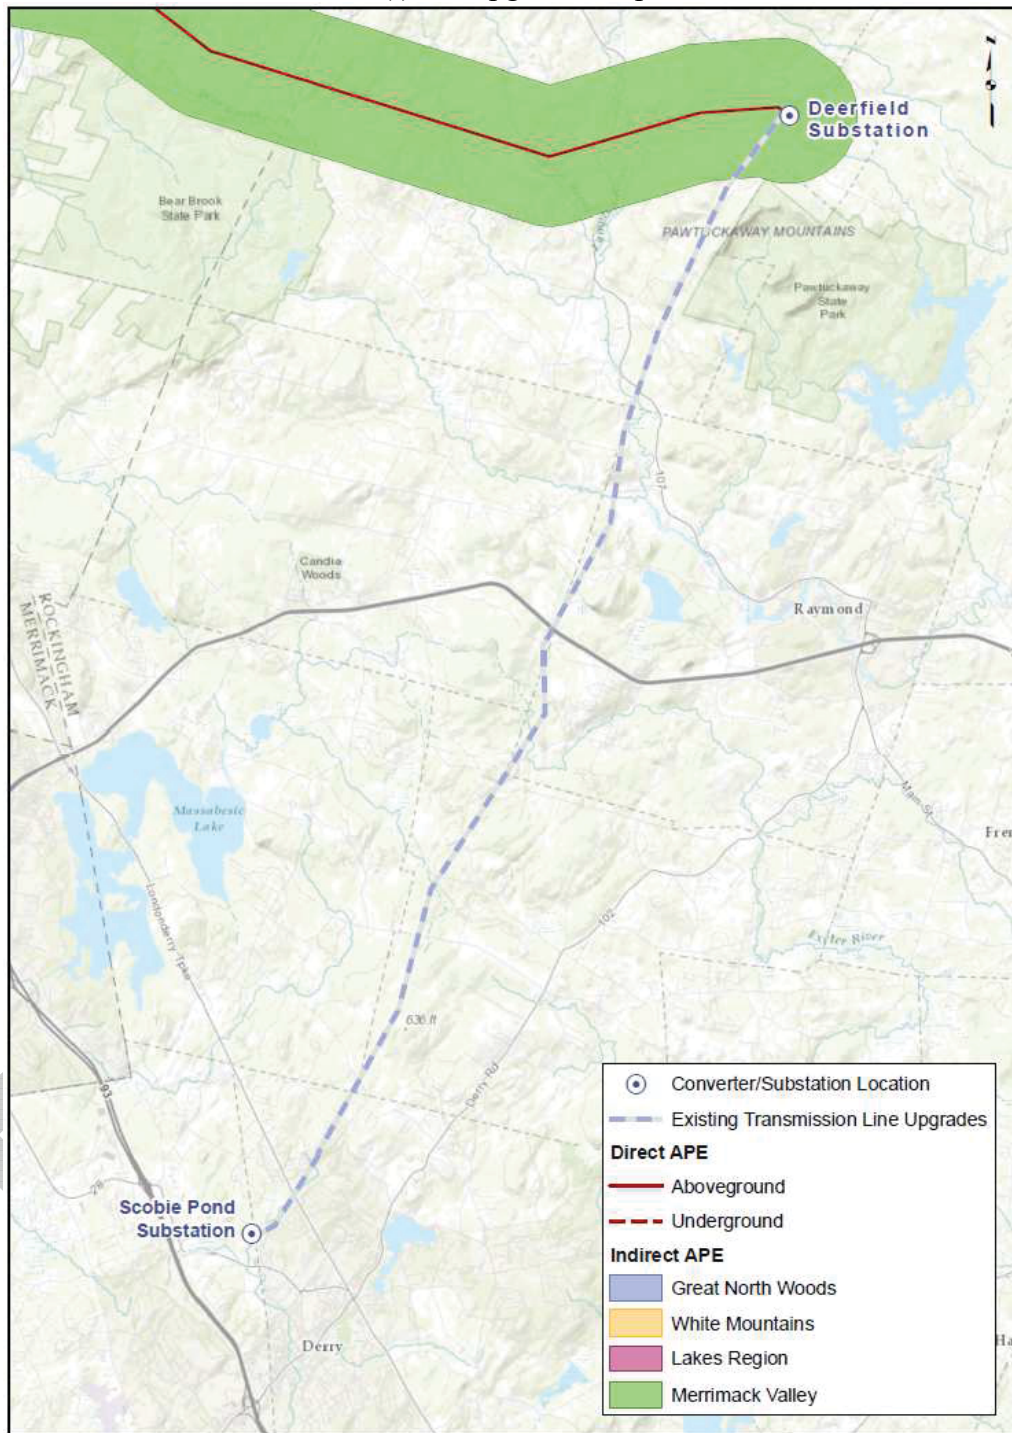 N
Deerfield
Substation
Bear Brook
State Park
PAWTUCKAWAY MOUNTAINS
Pawtuckaway
State
Park
107
Candia
Woods
ROCKINGHAM
MERRIMACK
Raymond
Massabesic
Lake
Main St
Fre
Londonderry Tpke
102
Exeter River
636 ft
Derry Rd
93
28
Scobie Pond
Substation
Derry
Ha
Converter/Substation Location
Existing Transmission Line Upgrades
Direct APE
Aboveground
Underground
Indirect APE
Great North Woods
White Mountains
Lakes Region
Merrimack Valley